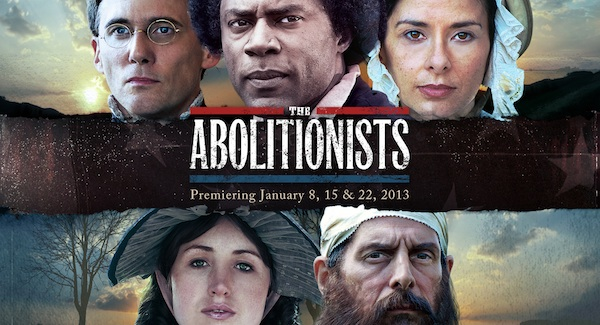 THE
ABOLITIONISTS
Premiering January 8, 15 & 22, 2013